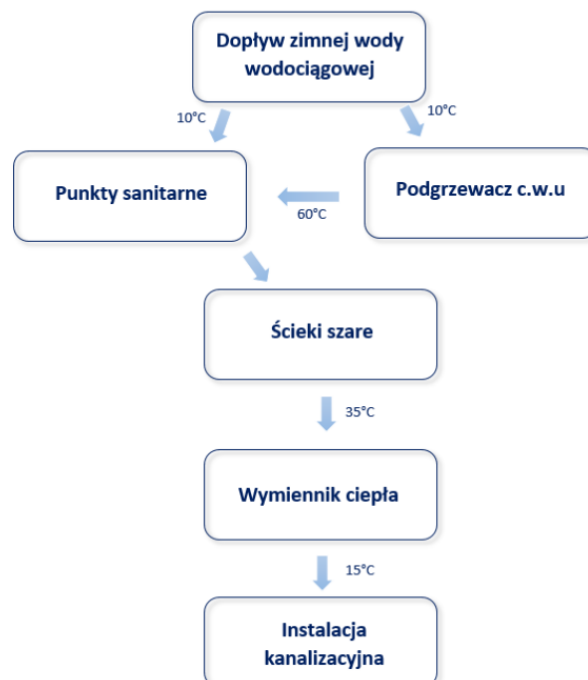 Dopływ zimnej wody
wodociągowej
10°C
10°C
Punkty sanitarne
Podgrzewacz c.w.u
60°C
Ścieki szare
35°C
Wymiennik ciepła
15°C
Instalacja
kanalizacyjna